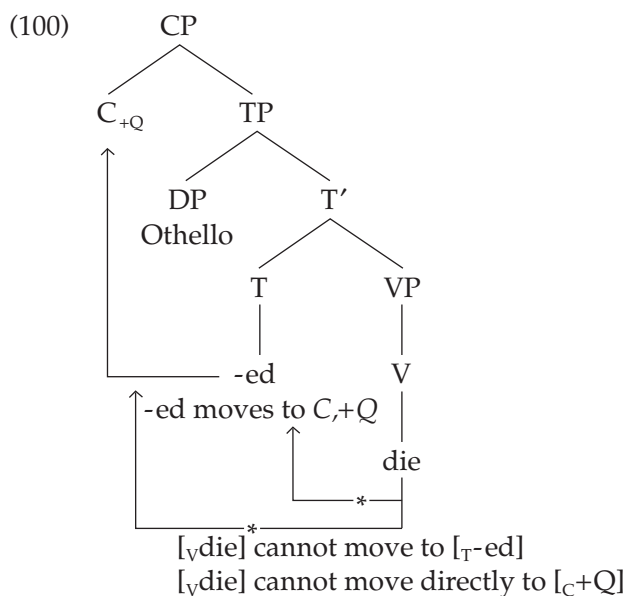 (100) CP
C+Q TP
DP T′
Othello
T VP
-ed V
-ed moves to C,+Q
die
*
*
[Vdie] cannot move to [T-ed]
[Vdie] cannot move directly to [C+Q]